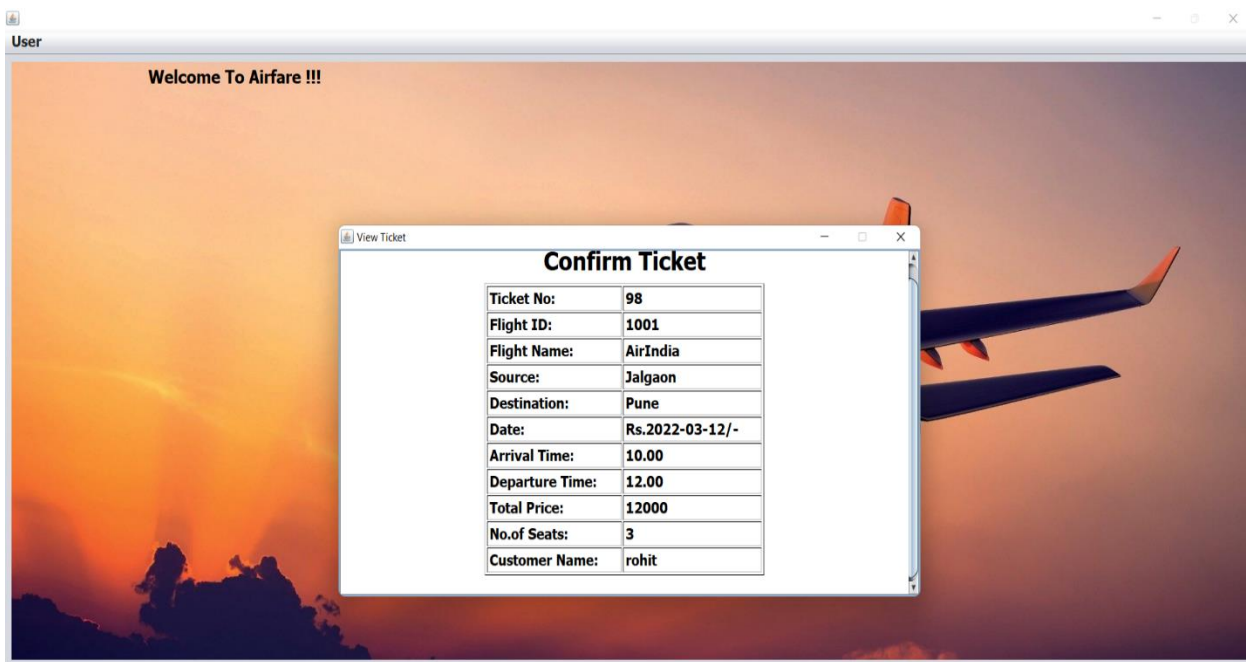 User
Welcome To Airfare !!!
View Ticket
Confirm Ticket
Ticket No: 98
Flight ID: 1001
Flight Name: AirIndia
Source: Jalgaon
Destination: Pune
Date: Rs.2022-03-12/-
Arrival Time: 10.00
Departure Time: 12.00
Total Price: 12000
No.of Seats: 3
Customer Name: rohit